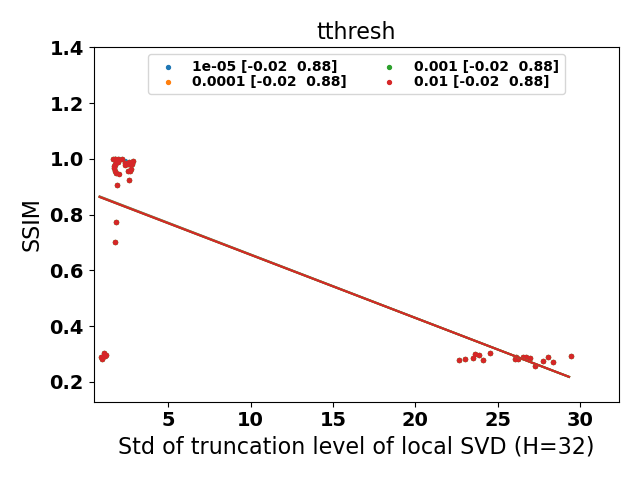 tthresh
1e-05 [-0.02  0.88]
0.0001 [-0.02  0.88]
0.001 [-0.02  0.88]
0.01 [-0.02  0.88]
1.4
1.2
1.0
0.8
0.6
0.4
0.2
SSIM
5 10 15 20 25 30
Std of truncation level of local SVD (H=32)